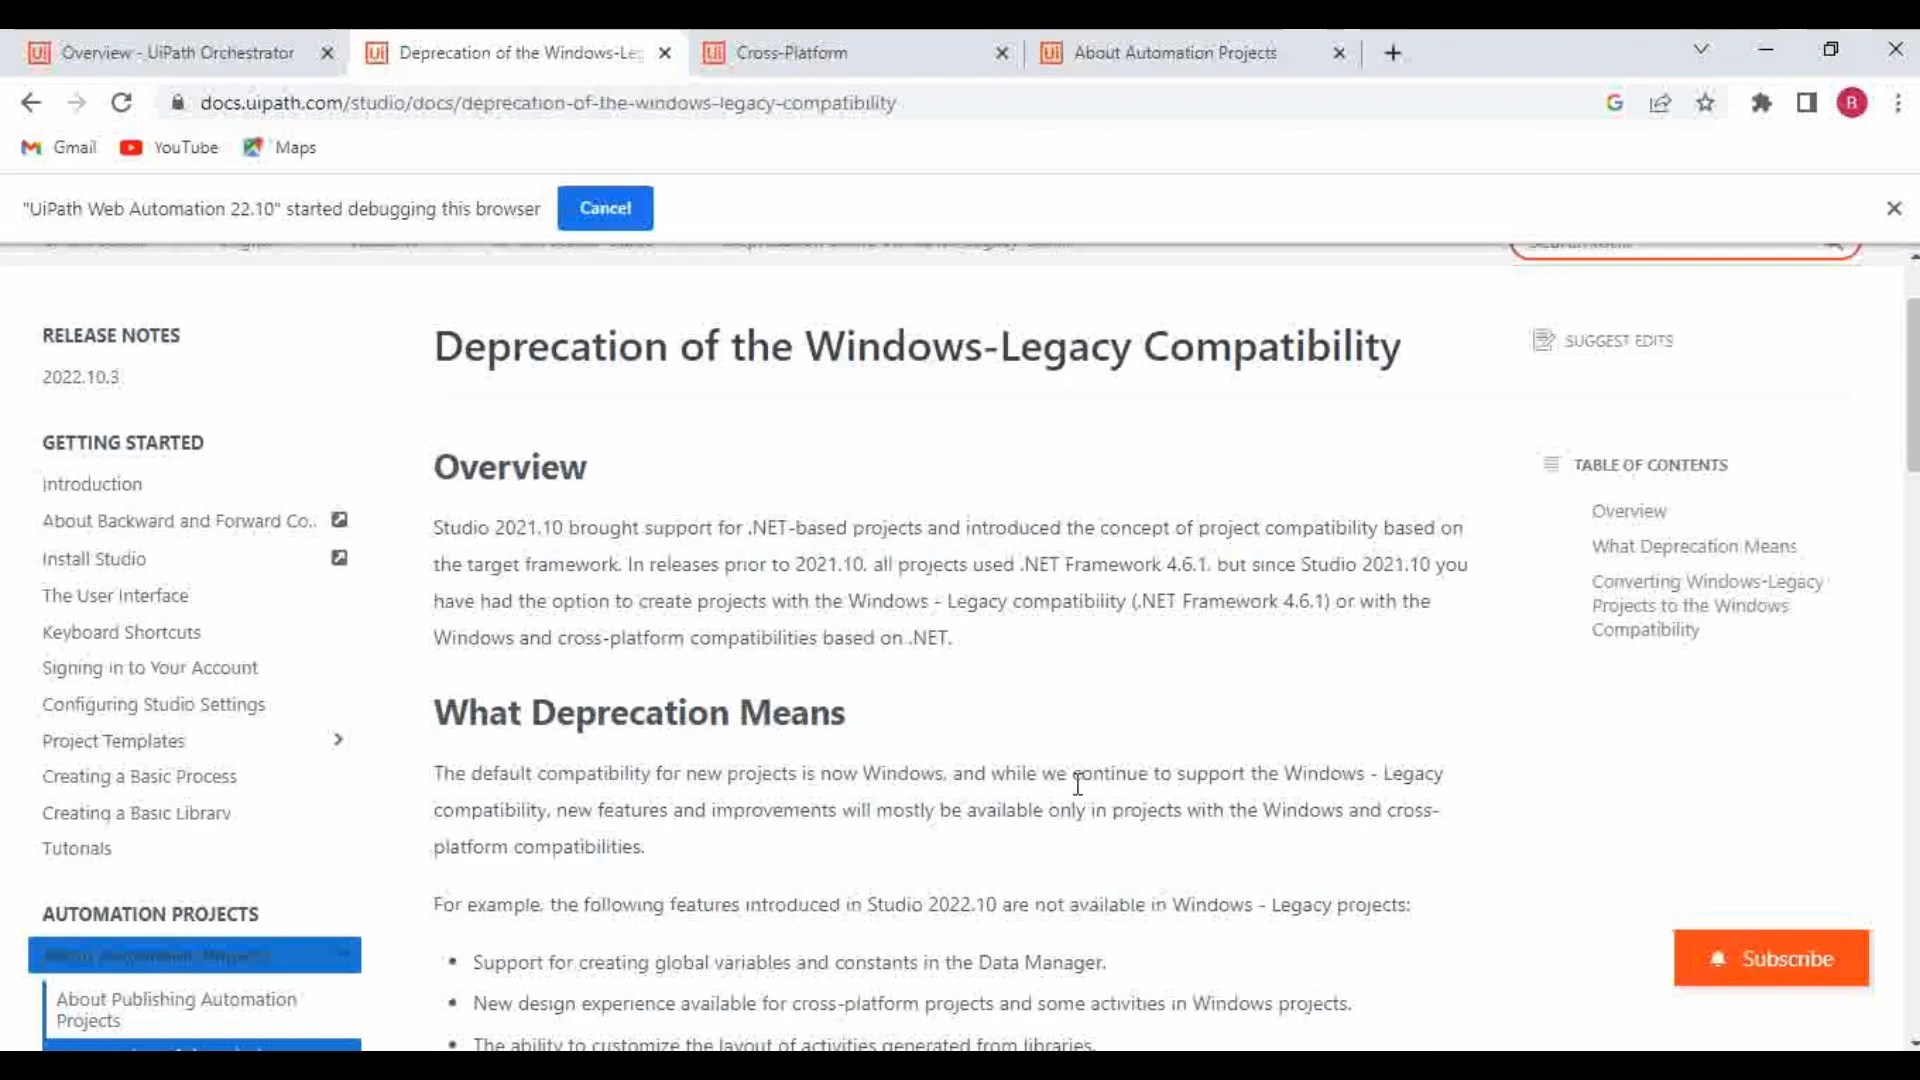 Overview - UiPath Orchestrator
Deprecation of the Windows-Le
Cross-Platform
About Automation Projects
docs.uipath.com/studio/docs/deprecation-of-the-windows-legacy-compatibility
G
B
Gmail
YouTube
Maps
"UiPath Web Automation 22.10" started debugging this browser
Cancel
RELEASE NOTES
2022.10.3
GETTING STARTED
Introduction
About Backward and Forward Co..
Install Studio
The User Interface
Keyboard Shortcuts
Signing in to Your Account
Configuring Studio Settings
Project Templates
Creating a Basic Process
Creating a Basic Library
Tutorials
AUTOMATION PROJECTS
About Automation Projects
About Publishing Automation
Projects
Deprecation of the Windows-Legacy Compatibility
Overview
Studio 2021.10 brought support for .NET-based projects and introduced the concept of project compatibility based on
the target framework. In releases prior to 2021.10, all projects used .NET Framework 4.6.1, but since Studio 2021.10 you
have had the option to create projects with the Windows - Legacy compatibility (.NET Framework 4.6.1) or with the
Windows and cross-platform compatibilities based on .NET.
What Deprecation Means
The default compatibility for new projects is now Windows, and while we continue to support the Windows - Legacy
compatibility, new features and improvements will mostly be available only in projects with the Windows and cross-
platform compatibilities.
For example, the following features introduced in Studio 2022.10 are not available in Windows - Legacy projects:
• Support for creating global variables and constants in the Data Manager.
• New design experience available for cross-platform projects and some activities in Windows projects.
• The ability to customize the layout of activities generated from libraries.
SUGGEST EDITS
TABLE OF CONTENTS
Overview
What Deprecation Means
Converting Windows-Legacy
Projects to the Windows
Compatibility
Subscribe